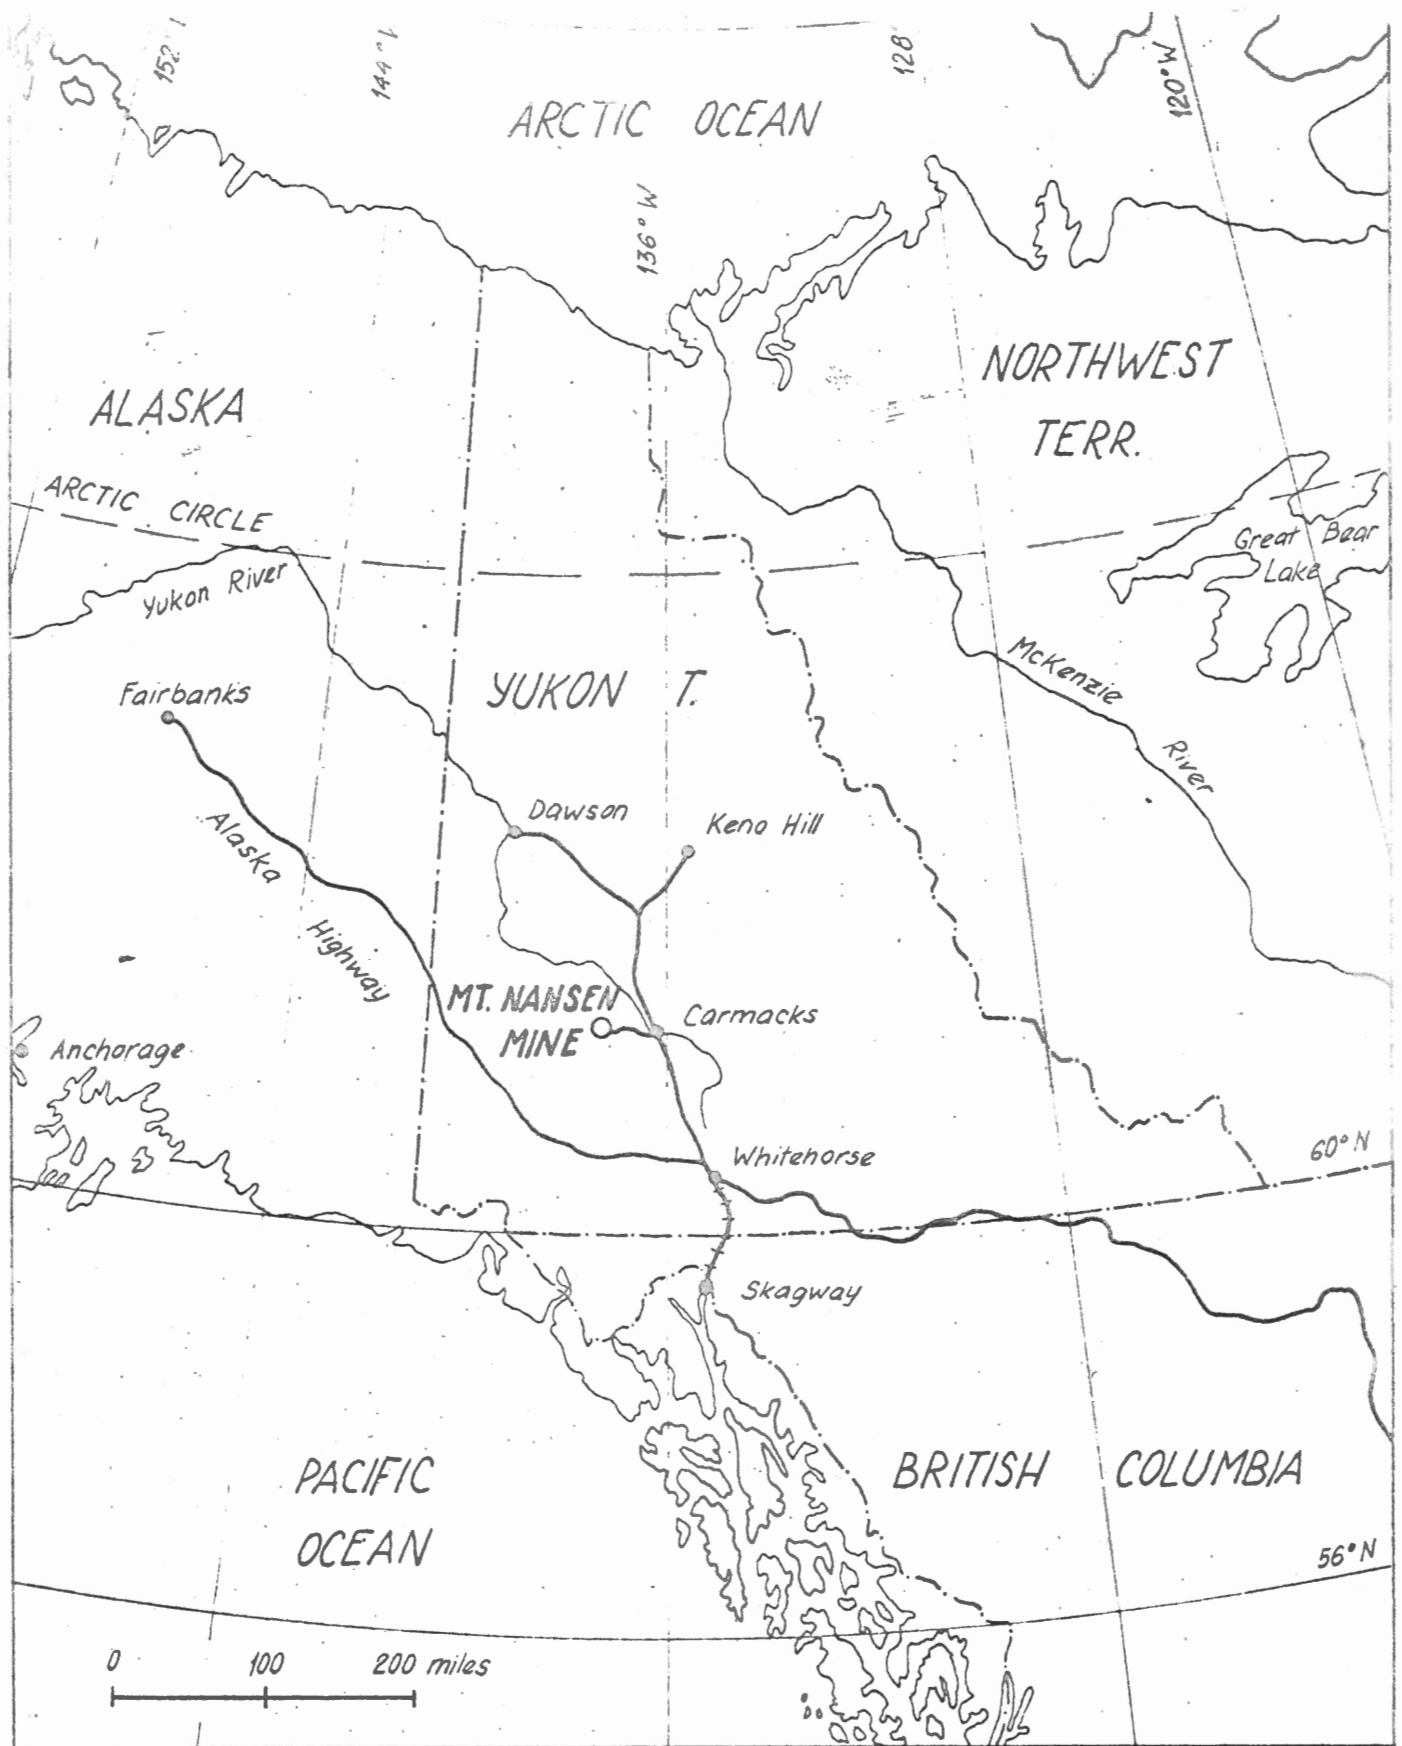 152°
144°
128°
120°W
ARCTIC OCEAN
136°W
NORTHWEST
TERR.
ALASKA
ARCTIC CIRCLE
Great Bear
Lake
Yukon River
McKenzie
River
Fairbanks
YUKON T.
Dawson
Keno Hill
Alaska
Highway
MT. NANSEN
MINE
Carmacks
Anchorage
Whitehorse
60°N
Skagway
PACIFIC
OCEAN
BRITISH COLUMBIA
56°N
0 100 200 miles